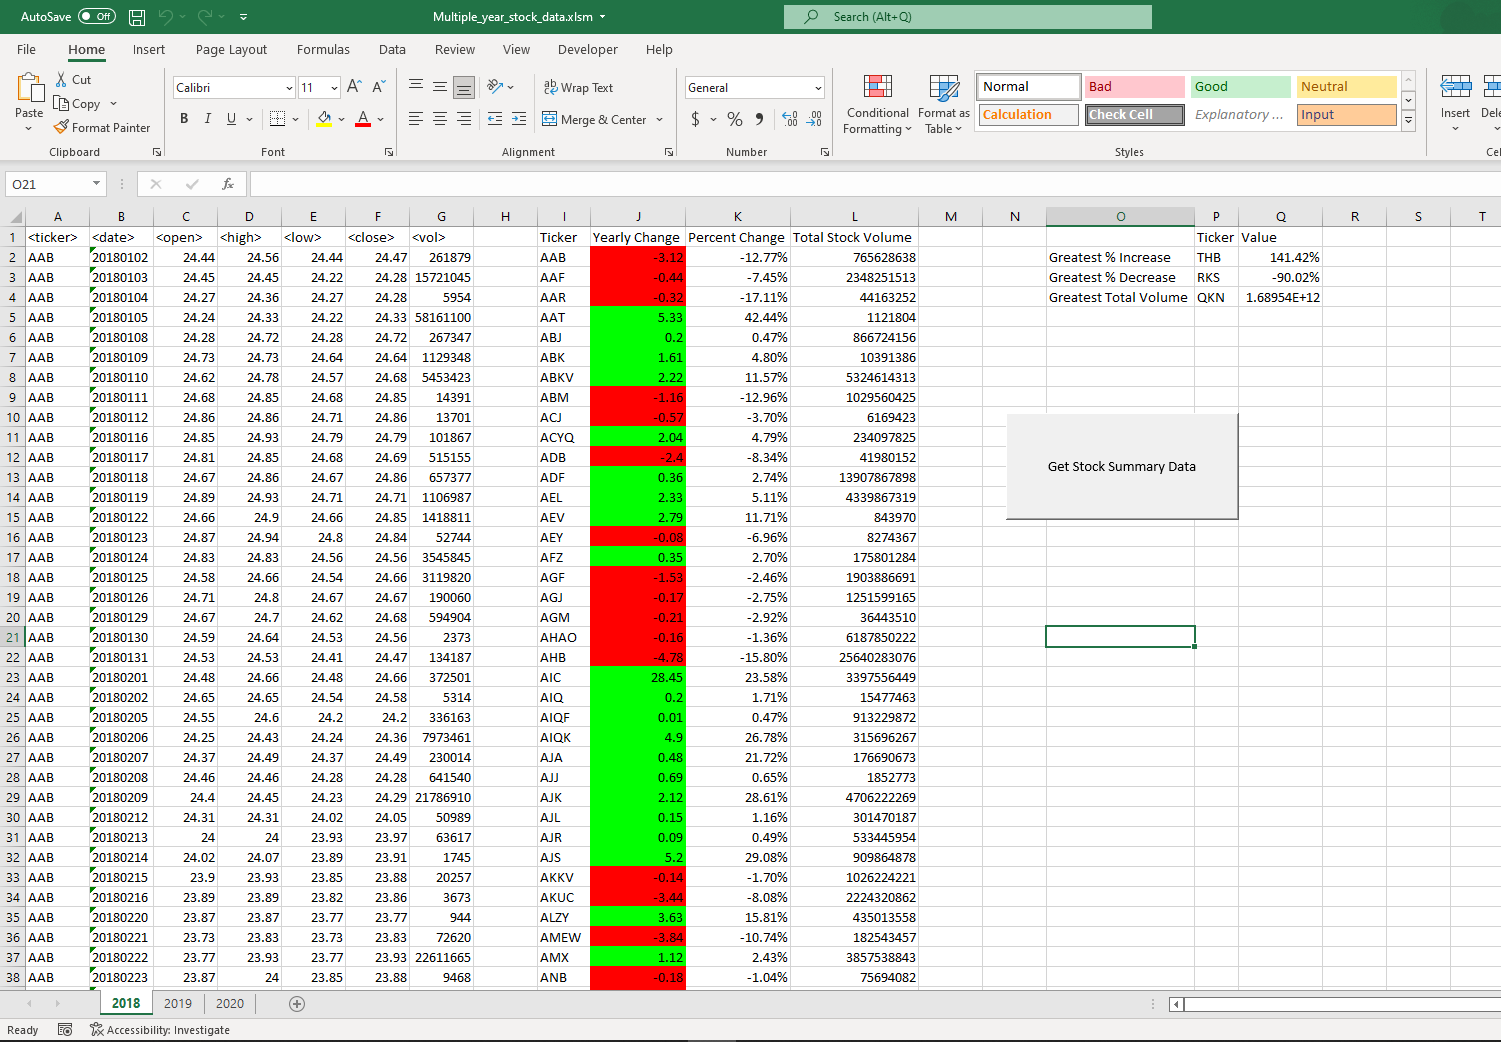 AutoSave Off Multiple_year_stock_data.xlsm Search (Alt+Q)
File Home Insert Page Layout Formulas Data Review View Developer Help
Paste Cut Copy Format Painter Clipboard
Calibri 11 B I U A Font
Wrap Text Merge & Center Alignment
General $ % Number
Conditional Formatting Format as Table
Normal Bad Good Neutral
Calculation Check Cell Explanatory ... Input
Styles
Insert Dele
Cel
O21 fx
A B C D E F G H I J K L M N O P Q R S T
1 <ticker> <date> <open> <high> <low> <close> <vol> Ticker Yearly Change Percent Change Total Stock Volume Ticker Value
2 AAB 20180102 24.44 24.56 24.44 24.47 261879 AAB -3.12 -12.77% 765628638 Greatest % Increase THB 141.42%
3 AAB 20180103 24.45 24.45 24.22 24.28 15721045 AAF -0.44 -7.45% 2348251513 Greatest % Decrease RKS -90.02%
4 AAB 20180104 24.27 24.36 24.27 24.28 5954 AAR -0.32 -17.11% 44163252 Greatest Total Volume QKN 1.68954E+12
5 AAB 20180105 24.24 24.33 24.22 24.33 58161100 AAT 5.33 42.44% 1121804
6 AAB 20180108 24.28 24.72 24.28 24.72 267347 ABJ 0.2 0.47% 866724156
7 AAB 20180109 24.73 24.73 24.64 24.64 1129348 ABK 1.61 4.80% 10391386
8 AAB 20180110 24.62 24.78 24.57 24.68 5453423 ABKV 2.22 11.57% 5324614313
9 AAB 20180111 24.68 24.85 24.68 24.85 14391 ABM -1.16 -12.96% 1029560425
10 AAB 20180112 24.86 24.86 24.71 24.86 13701 ACJ -0.57 -3.70% 6169423
11 AAB 20180116 24.85 24.93 24.79 24.79 101867 ACYQ 2.04 4.79% 234097825
12 AAB 20180117 24.81 24.85 24.68 24.69 515155 ADB -2.4 -8.34% 41980152
13 AAB 20180118 24.67 24.86 24.67 24.86 657377 ADF 0.36 2.74% 13907867898
14 AAB 20180119 24.89 24.93 24.71 24.71 1106987 AEL 2.33 5.11% 4339867319
15 AAB 20180122 24.66 24.9 24.66 24.85 1418811 AEV 2.79 11.71% 843970
16 AAB 20180123 24.87 24.94 24.8 24.84 52744 AEY -0.08 -6.96% 8274367
17 AAB 20180124 24.83 24.83 24.56 24.56 3545845 AFZ 0.35 2.70% 175801284
18 AAB 20180125 24.58 24.66 24.54 24.66 3119820 AGF -1.53 -2.46% 1903886691
19 AAB 20180126 24.71 24.8 24.67 24.67 190060 AGJ -0.17 -2.75% 1251599165
20 AAB 20180129 24.67 24.7 24.62 24.68 594904 AGM -0.21 -2.92% 36443510
21 AAB 20180130 24.59 24.64 24.53 24.56 2373 AHAO -0.16 -1.36% 6187850222
22 AAB 20180131 24.53 24.53 24.41 24.47 134187 AHB -4.78 -15.80% 25640283076
23 AAB 20180201 24.48 24.66 24.48 24.66 372501 AIC 28.45 23.58% 3397556449
24 AAB 20180202 24.65 24.65 24.54 24.58 5314 AIQ 0.2 1.71% 15477463
25 AAB 20180205 24.55 24.6 24.2 24.2 336163 AIQF 0.01 0.47% 913229872
26 AAB 20180206 24.25 24.43 24.24 24.36 7973461 AIQK 4.9 26.78% 315696267
27 AAB 20180207 24.37 24.49 24.37 24.49 230014 AJA 0.48 21.72% 176690673
28 AAB 20180208 24.46 24.46 24.28 24.28 641540 AJJ 0.69 0.65% 1852773
29 AAB 20180209 24.4 24.45 24.23 24.29 21786910 AJK 2.12 28.61% 4706222269
30 AAB 20180212 24.31 24.31 24.02 24.05 50989 AJL 0.15 1.16% 301470187
31 AAB 20180213 24 24 23.93 23.97 63617 AJR 0.09 0.49% 533445954
32 AAB 20180214 24.02 24.07 23.89 23.91 1745 AJS 5.2 29.08% 909864878
33 AAB 20180215 23.9 23.93 23.85 23.88 20257 AKKV -0.14 -1.70% 1026224221
34 AAB 20180216 23.89 23.89 23.82 23.86 3673 AKUC -3.44 -8.08% 2224320862
35 AAB 20180220 23.87 23.87 23.77 23.77 944 ALZY 3.63 15.81% 435013558
36 AAB 20180221 23.73 23.83 23.73 23.83 72620 AMEW -3.84 -10.74% 182543457
37 AAB 20180222 23.77 23.93 23.77 23.93 22611665 AMX 1.12 2.43% 3857538843
38 AAB 20180223 23.87 24 23.85 23.88 9468 ANB -0.18 -1.04% 75694082
Get Stock Summary Data
2018 2019 2020
Ready Accessibility: Investigate